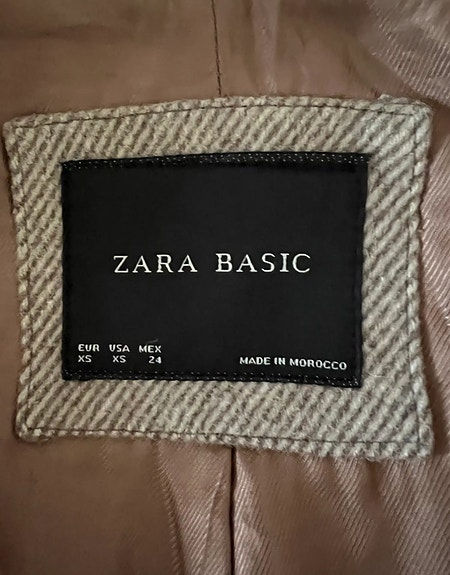 ZARA BASIC
EUR USA MEX
XS XS 24
MADE IN MOROCCO